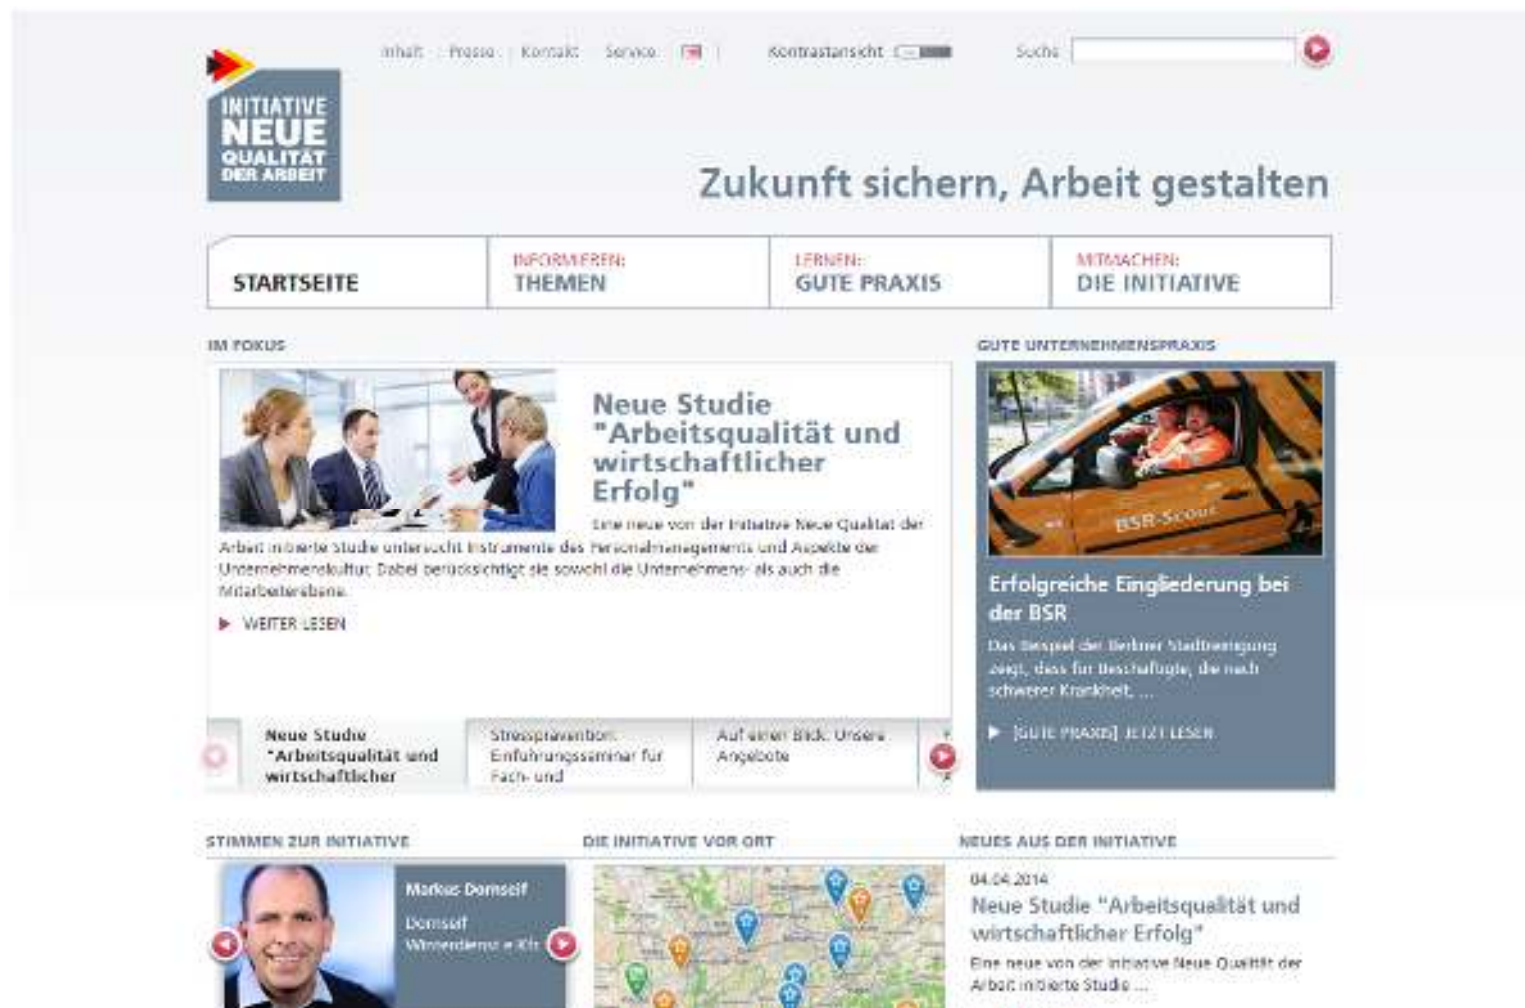 Inhalt Presse Kontakt Service
Kontrastansicht
Suche
INITIATIVE
NEUE
QUALITÄT
DER ARBEIT
Zukunft sichern, Arbeit gestalten
STARTSEITE
INFORMIEREN:
THEMEN
LERNEN:
GUTE PRAXIS
MITMACHEN:
DIE INITIATIVE
IM FOKUS
Neue Studie
"Arbeitsqualität und
wirtschaftlicher
Erfolg"
Eine neue von der Initiative Neue Qualität der
Arbeit initiierte Studie untersucht Instrumente des Personalmanagements und Aspekte der
Unternehmenskultur. Dabei berücksichtigt sie sowohl die Unternehmens- als auch die
Mitarbeiterebene.
WEITER LESEN
Neue Studie
"Arbeitsqualität und
wirtschaftlicher
Stressprävention:
Einführungsseminar für
Fach- und
Auf einen Blick: Unsere
Angebote
GUTE UNTERNEHMENSPRAXIS
BSR-Scout
Erfolgreiche Eingliederung bei
der BSR
Das Beispiel der Berliner Stadtreinigung
zeigt, dass für Beschäftigte, die nach
schwerer Krankheit, ...
[GUTE PRAXIS] JETZT LESEN
STIMMEN ZUR INITIATIVE
Markus Dornseif
Dornseif
Winterdienst e.Kfr
DIE INITIATIVE VOR ORT
NEUES AUS DER INITIATIVE
04.04.2014
Neue Studie "Arbeitsqualität und
wirtschaftlicher Erfolg"
Eine neue von der Initiative Neue Qualität der
Arbeit initiierte Studie ...